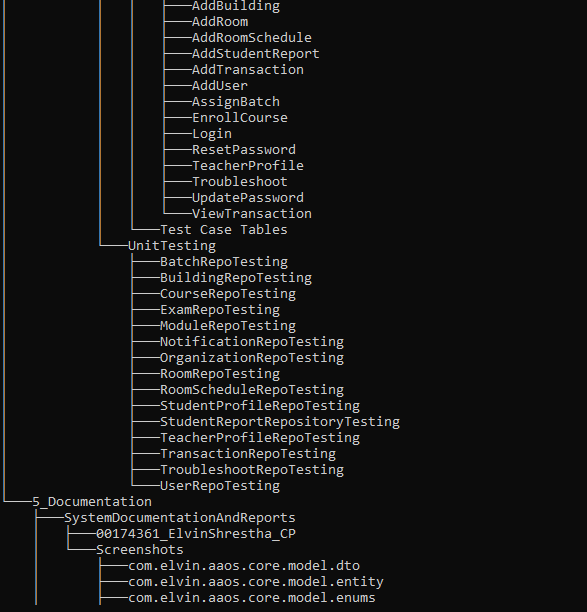 AddBuilding
AddRoom
AddRoomSchedule
AddStudentReport
AddTransaction
AddUser
AssignBatch
EnrollCourse
Login
ResetPassword
TeacherProfile
Troubleshoot
UpdatePassword
ViewTransaction
Test Case Tables
UnitTesting
BatchRepoTesting
BuildingRepoTesting
CourseRepoTesting
ExamRepoTesting
ModuleRepoTesting
NotificationRepoTesting
OrganizationRepoTesting
RoomRepoTesting
RoomScheduleRepoTesting
StudentProfileRepoTesting
StudentReportRepositoryTesting
TeacherProfileRepoTesting
TransactionRepoTesting
TroubleshootRepoTesting
UserRepoTesting
5_Documentation
SystemDocumentationAndReports
00174361_ElvinShrestha_CP
Screenshots
com.elvin.aaos.core.model.dto
com.elvin.aaos.core.model.entity
com.elvin.aaos.core.model.enums